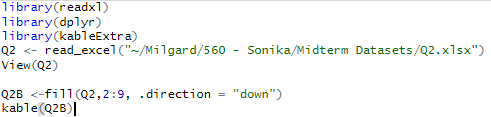 library(readxl)
library(dplyr)
library(kableExtra)
Q2 <- read_excel("~/Milgard/560 - Sonika/Midterm Datasets/Q2.xlsx")
View(Q2)
Q2B <-fill(Q2,2:9, .direction = "down")
kable(Q2B)